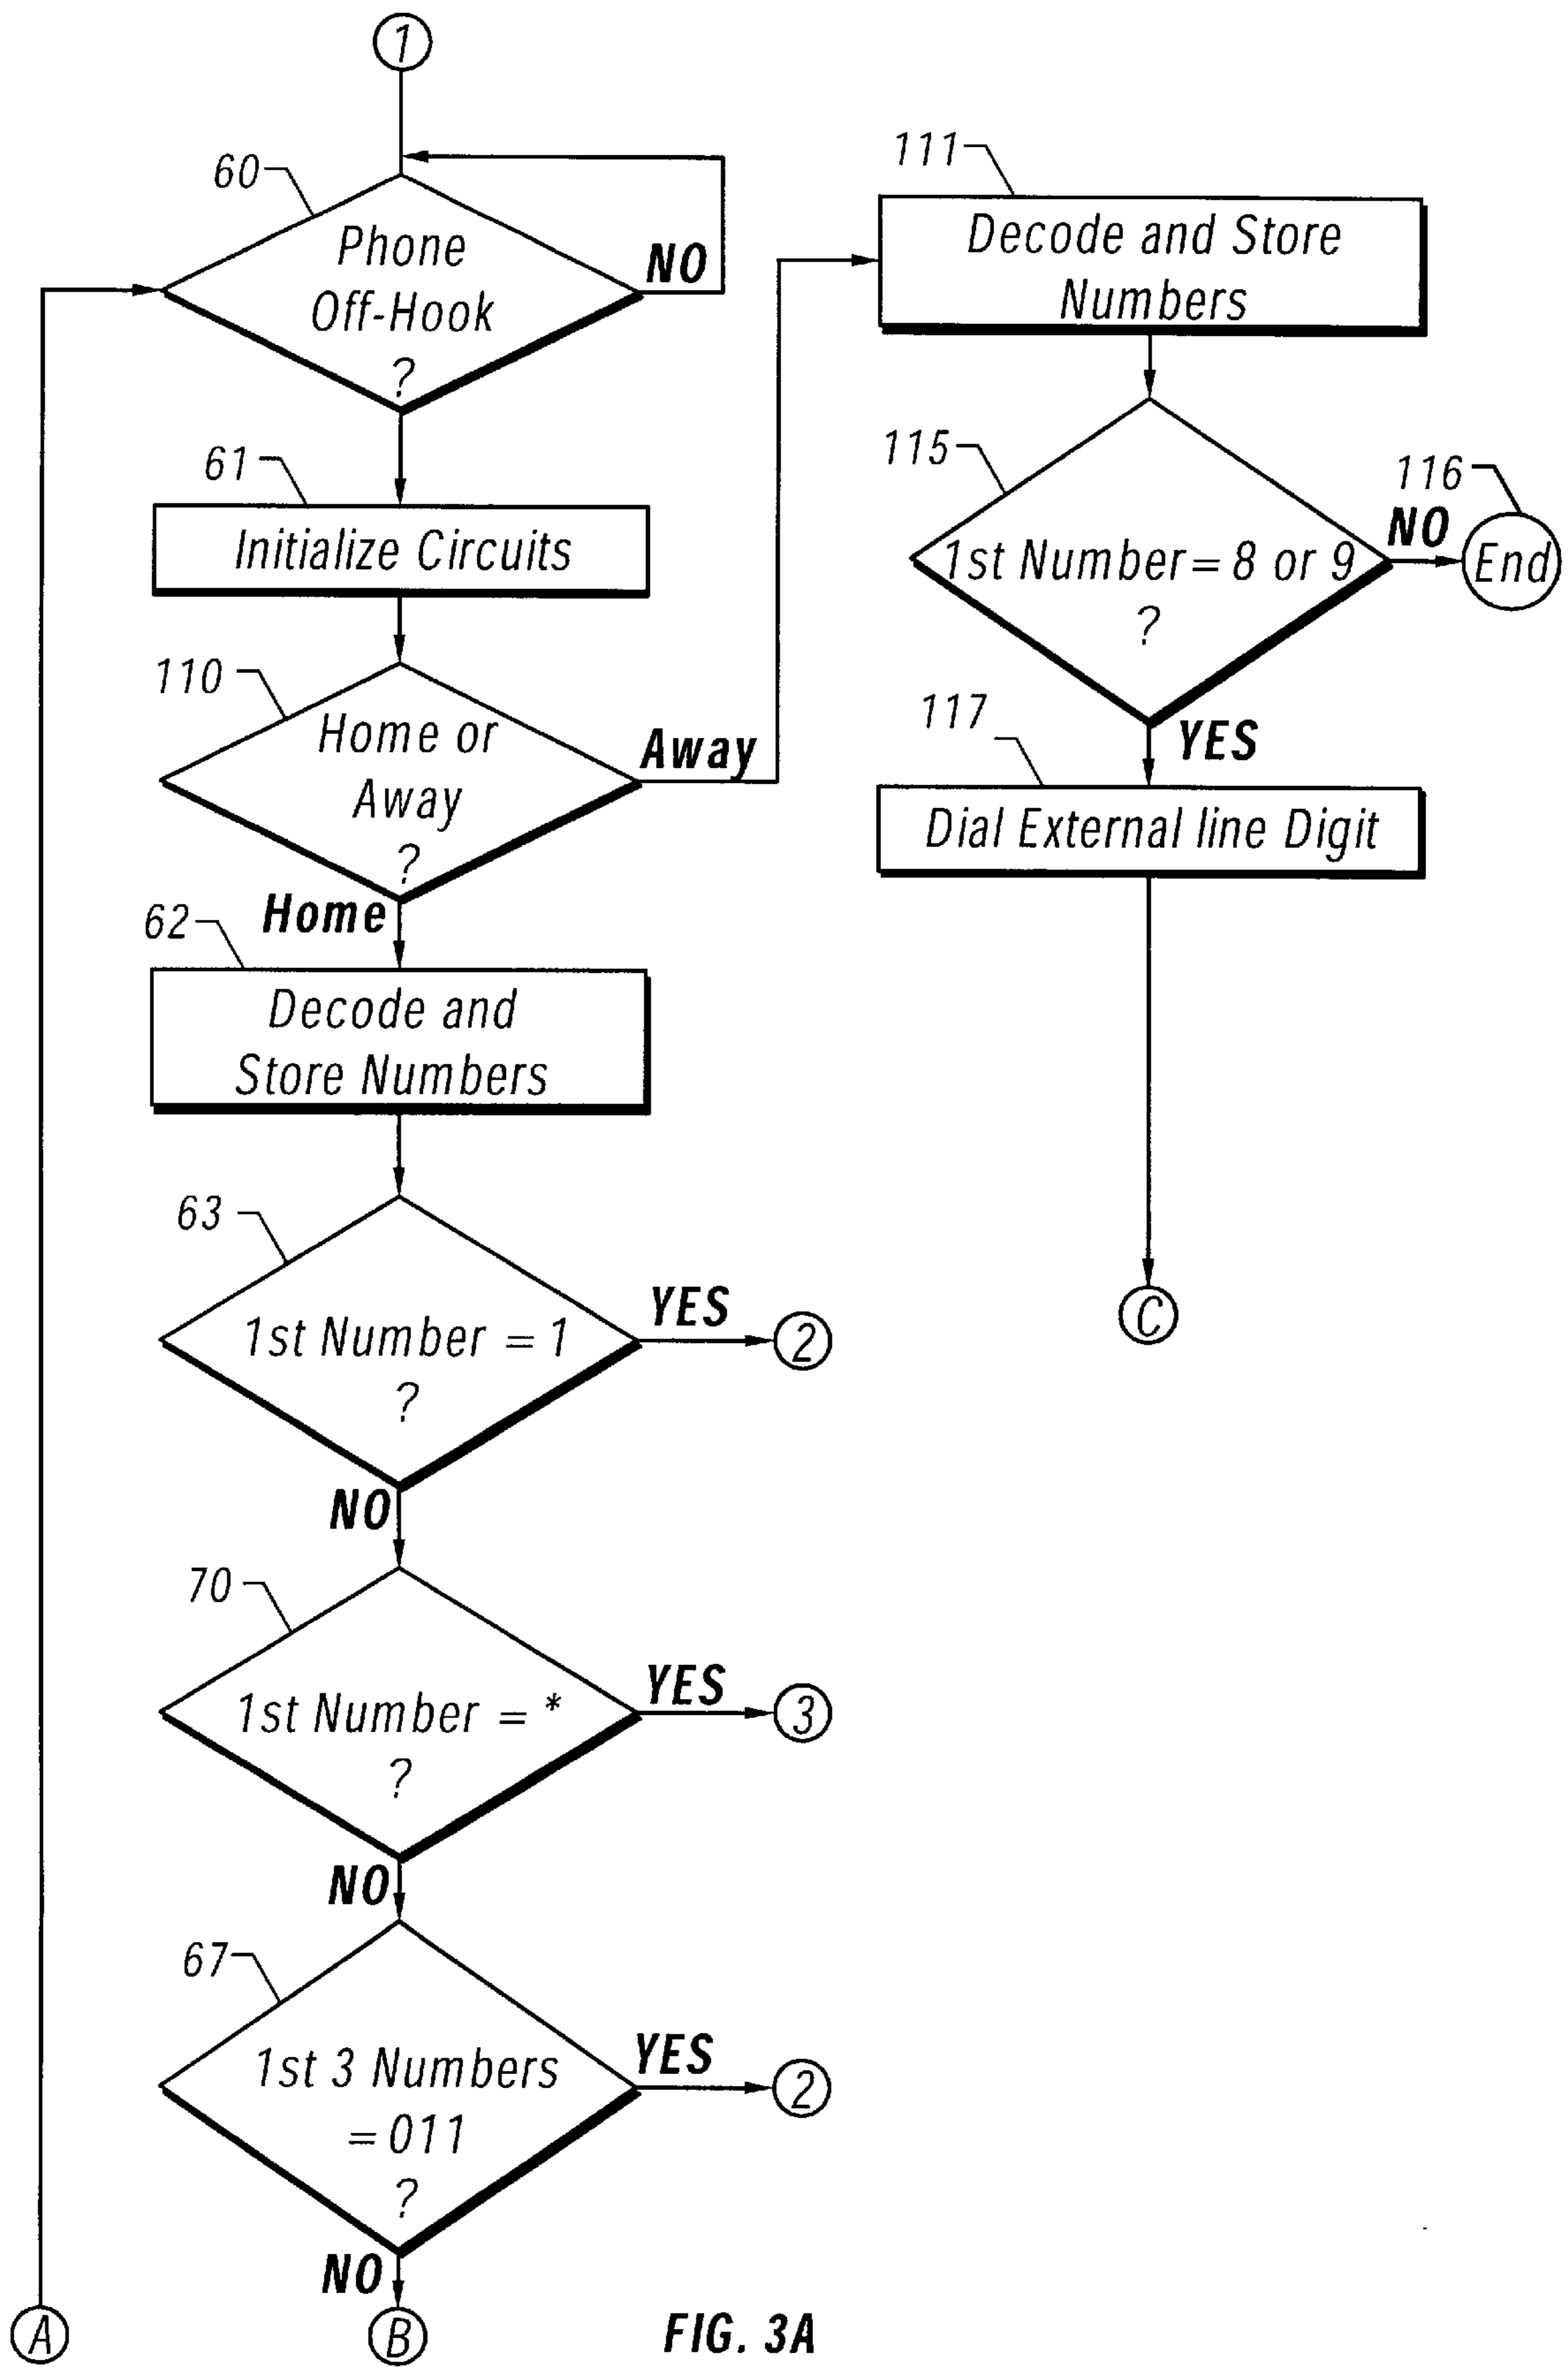 1
60
Phone
Off-Hook
?
NO
61
Initialize Circuits
110
Home or
Away
?
Away
Home
62
Decode and
Store Numbers
63
1st Number = 1
?
YES
2
NO
70
1st Number = *
?
YES
3
NO
67
1st 3 Numbers
= 011
?
YES
2
NO
A
B
111
Decode and Store
Numbers
115
1st Number = 8 or 9
?
NO
116
End
YES
117
Dial External line Digit
C
FIG. 3A